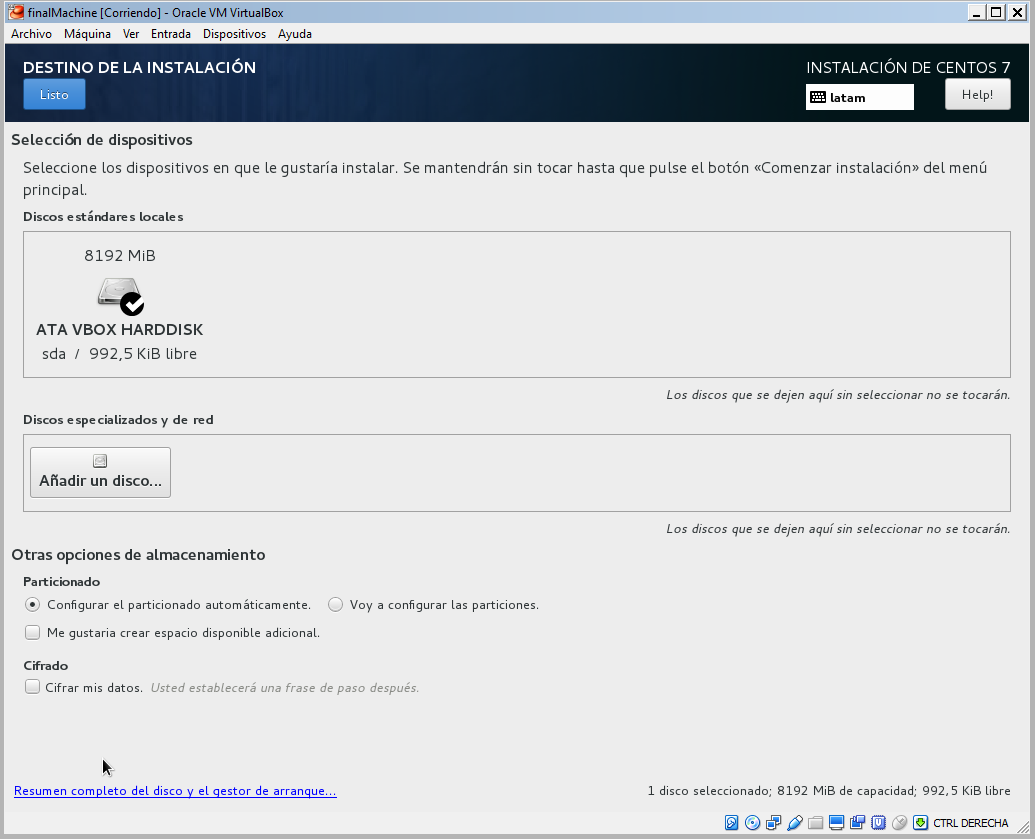 finalMachine [Corriendo] - Oracle VM VirtualBox
Archivo Máquina Ver Entrada Dispositivos Ayuda
DESTINO DE LA INSTALACIÓN
INSTALACIÓN DE CENTOS 7
Listo
latam
Help!
Selección de dispositivos
Seleccione los dispositivos en que le gustaría instalar. Se mantendrán sin tocar hasta que pulse el botón «Comenzar instalación» del menú
principal.
Discos estándares locales
8192 MiB
ATA VBOX HARDDISK
sda / 992,5 KiB libre
Los discos que se dejen aquí sin seleccionar no se tocarán.
Discos especializados y de red
Añadir un disco...
Los discos que se dejen aquí sin seleccionar no se tocarán.
Otras opciones de almacenamiento
Particionado
Configurar el particionado automáticamente. Voy a configurar las particiones.
Me gustaria crear espacio disponible adicional.
Cifrado
Cifrar mis datos. Usted establecerá una frase de paso después.
Resumen completo del disco y el gestor de arranque...
1 disco seleccionado; 8192 MiB de capacidad; 992,5 KiB libre
CTRL DERECHA